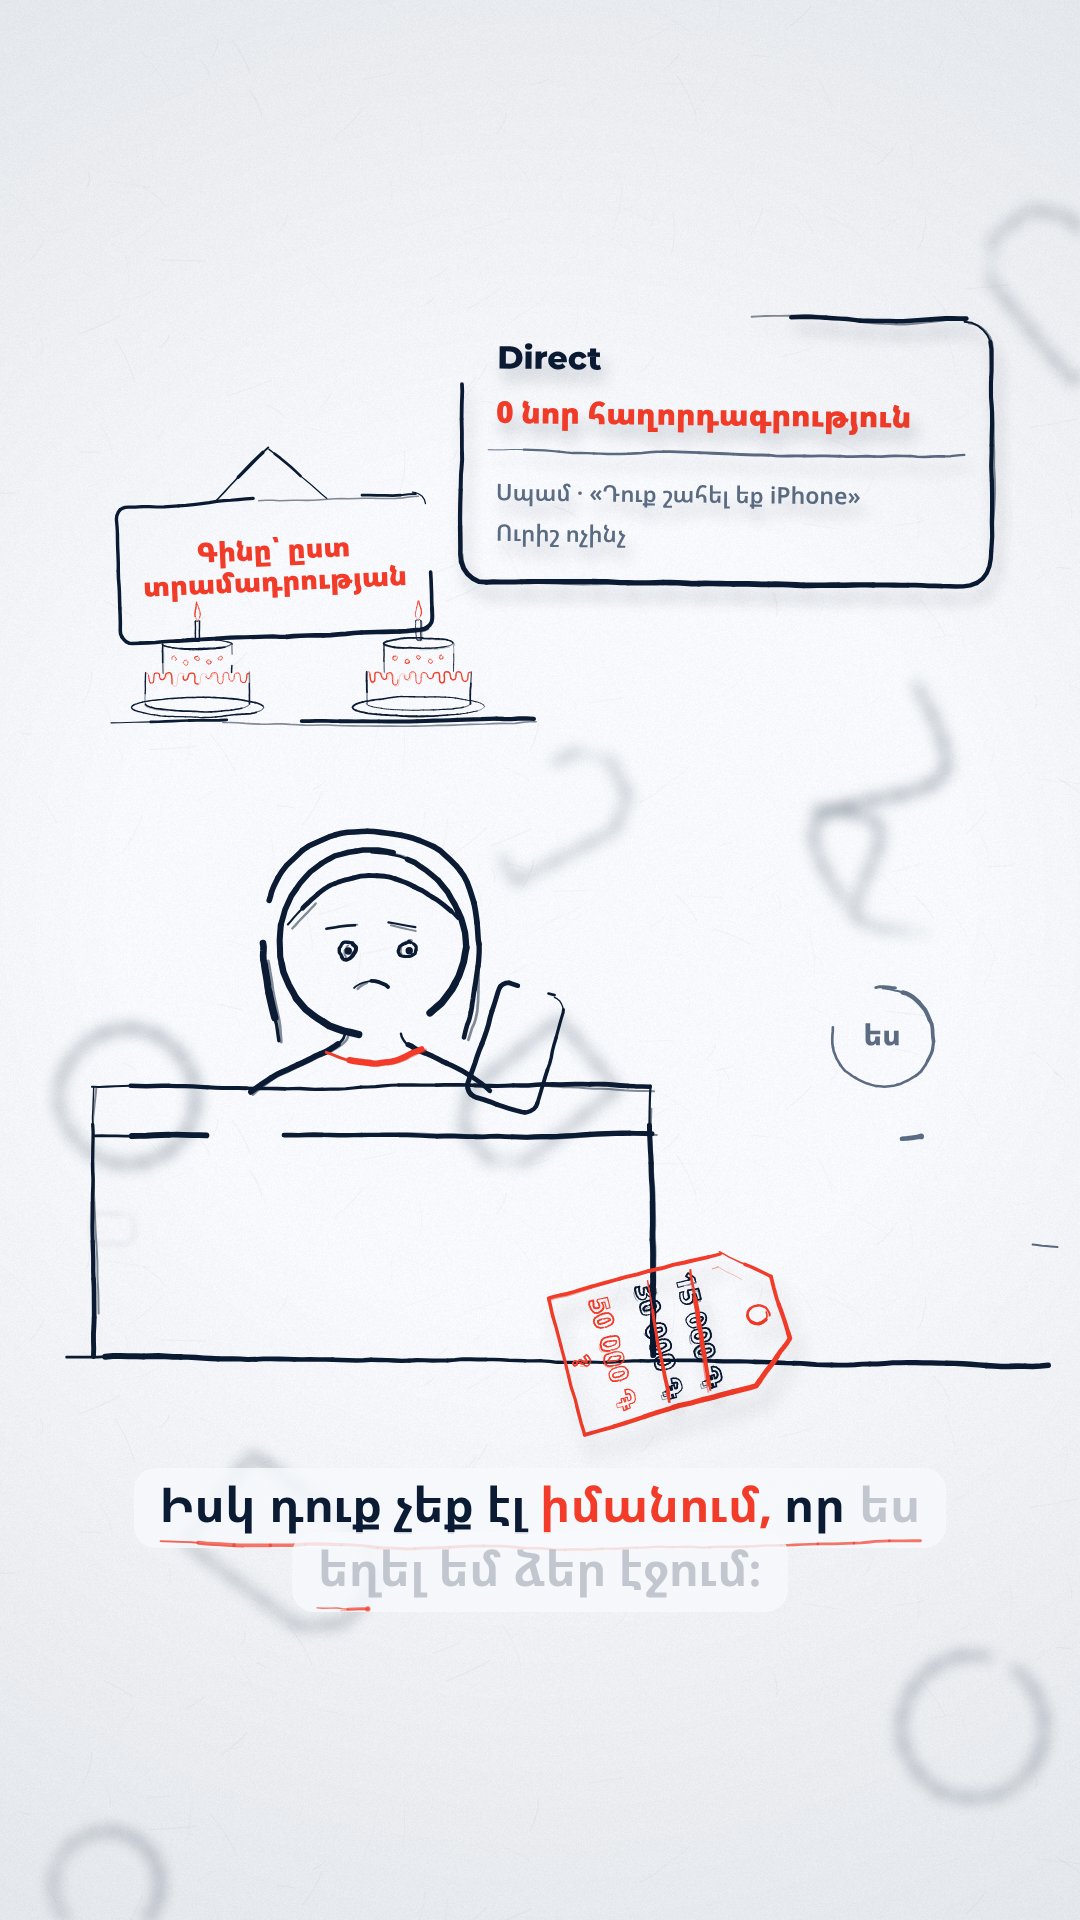 Direct
0 նոր հաղորդագրություն
Սպամ · «Դուք շահել եք iPhone»
Ուրիշ ոչինչ
Գինը՝ ըստ
տրամադրության
ես
15 000 ֏
50 000 ֏
50 000 ֏
Իսկ դուք չեք էլ իմանում, որ ես
եղել եմ ձեր էջում: